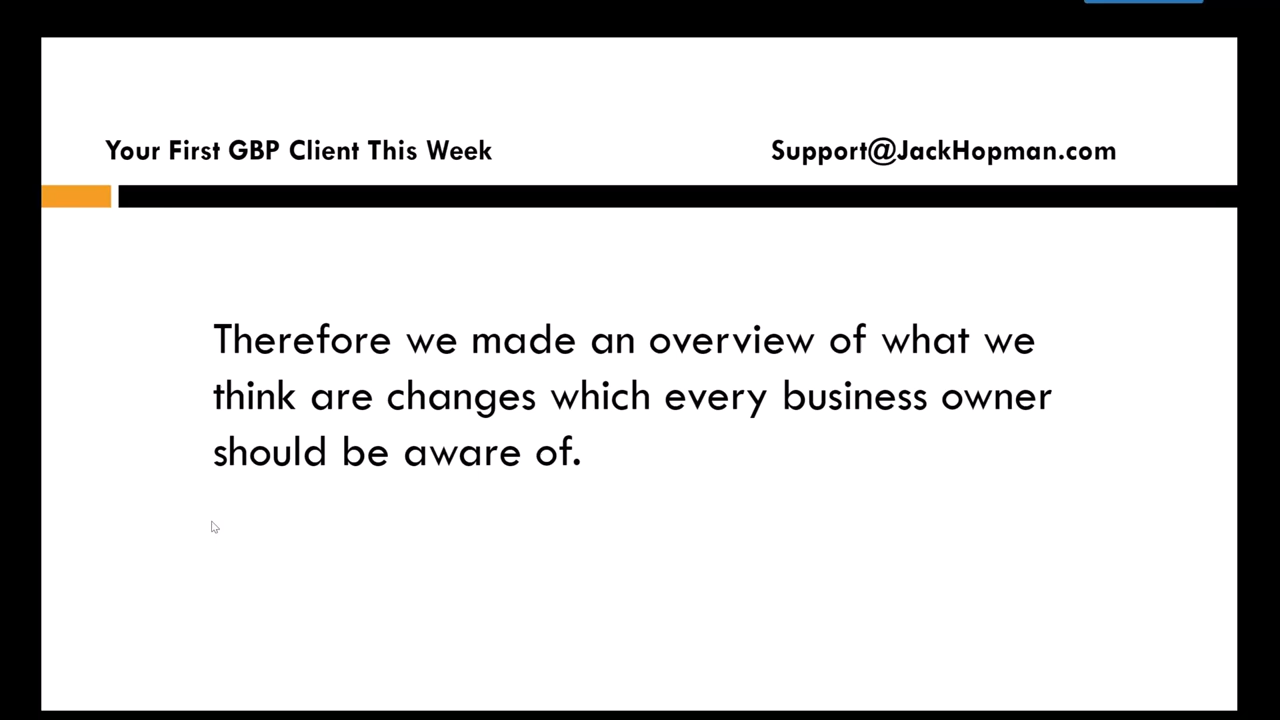 Your First GBP Client This Week
Support@JackHopman.com
Therefore we made an overview of what we
think are changes which every business owner
should be aware of.